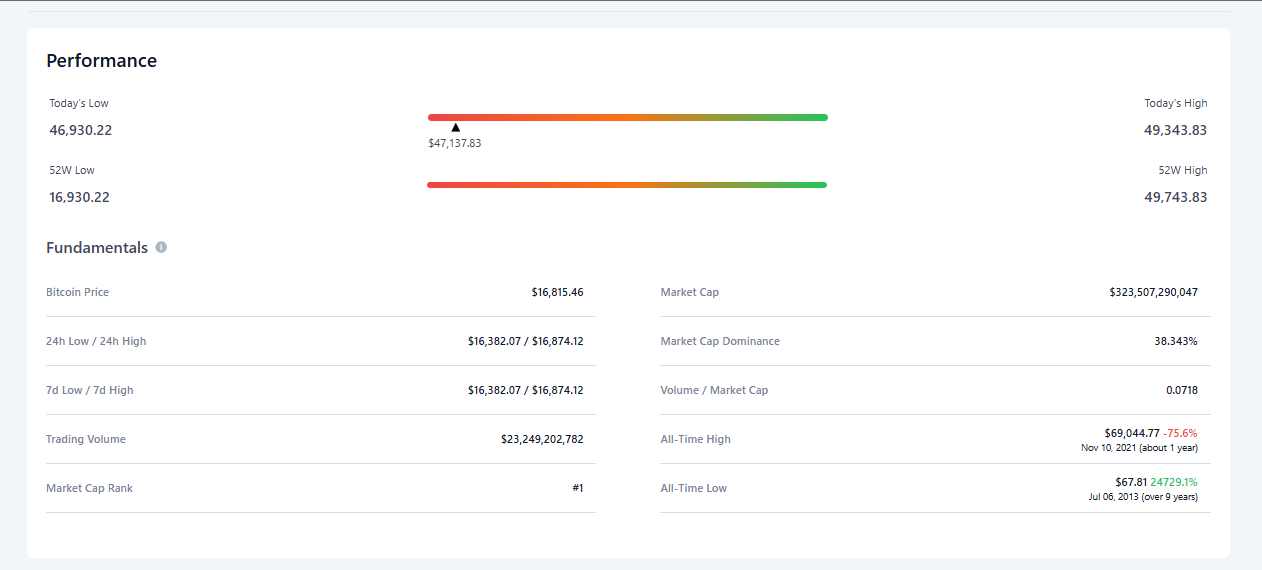 Performance
Today's Low
Today's High
46,930.22
49,343.83
$47,137.83
52W Low
52W High
16,930.22
49,743.83
Fundamentals
Bitcoin Price $16,815.46
Market Cap $323,507,290,047
24h Low / 24h High $16,382.07 / $16,874.12
Market Cap Dominance 38.343%
7d Low / 7d High $16,382.07 / $16,874.12
Volume / Market Cap 0.0718
Trading Volume $23,249,202,782
All-Time High $69,044.77 -75.6%
Nov 10, 2021 (about 1 year)
Market Cap Rank #1
All-Time Low $67.81 24729.1%
Jul 06, 2013 (over 9 years)